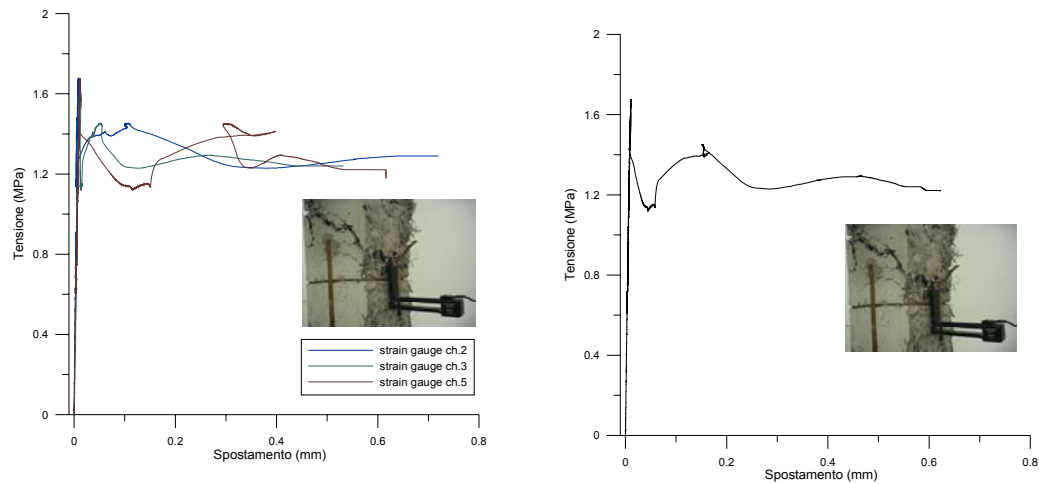 2
1.6
1.2
0.8
0.4
0
Tensione (MPa)
0 0.2 0.4 0.6 0.8
Spostamento (mm)
strain gauge ch.2
strain gauge ch.3
strain gauge ch.5
2
1.6
1.2
0.8
0.4
0
Tensione (MPa)
0 0.2 0.4 0.6 0.8
Spostamento (mm)